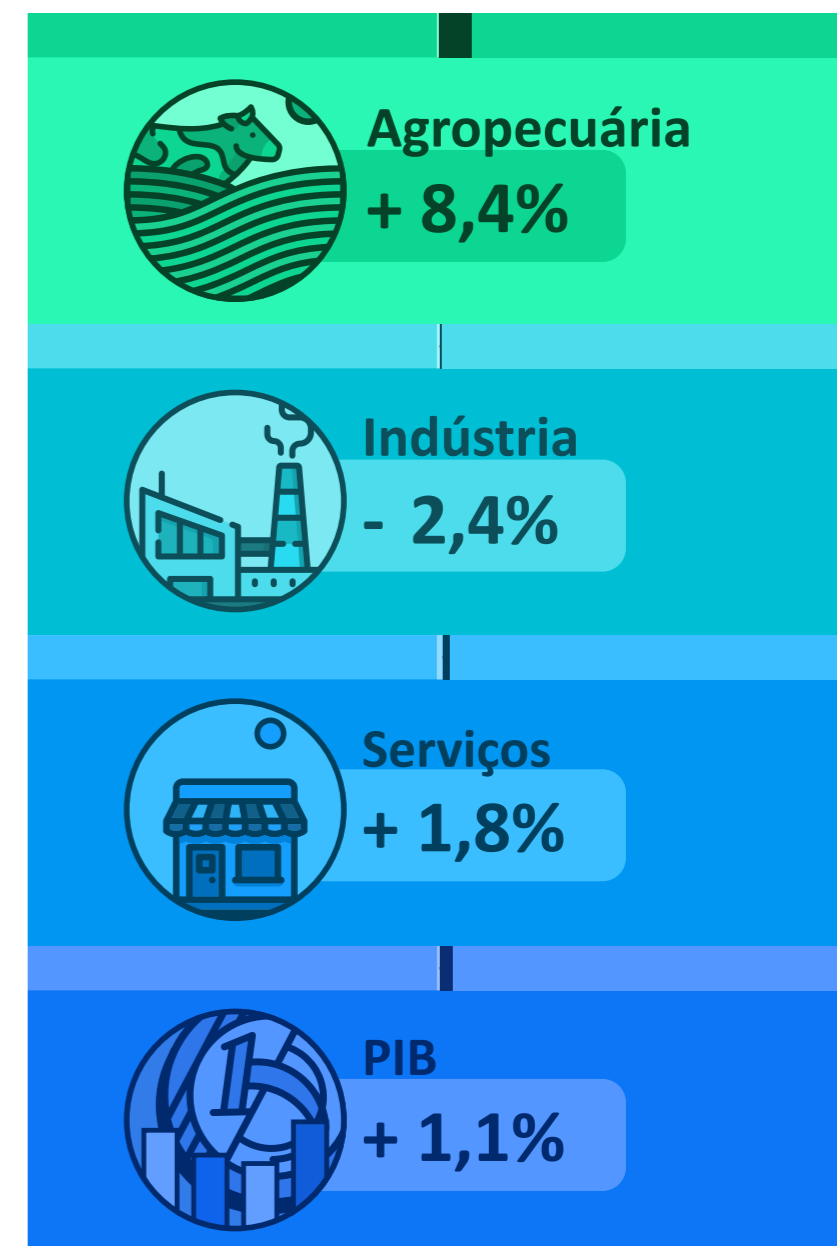 Agropecuária
+ 8,4%
Indústria
- 2,4%
Serviços
+ 1,8%
PIB
+ 1,1%